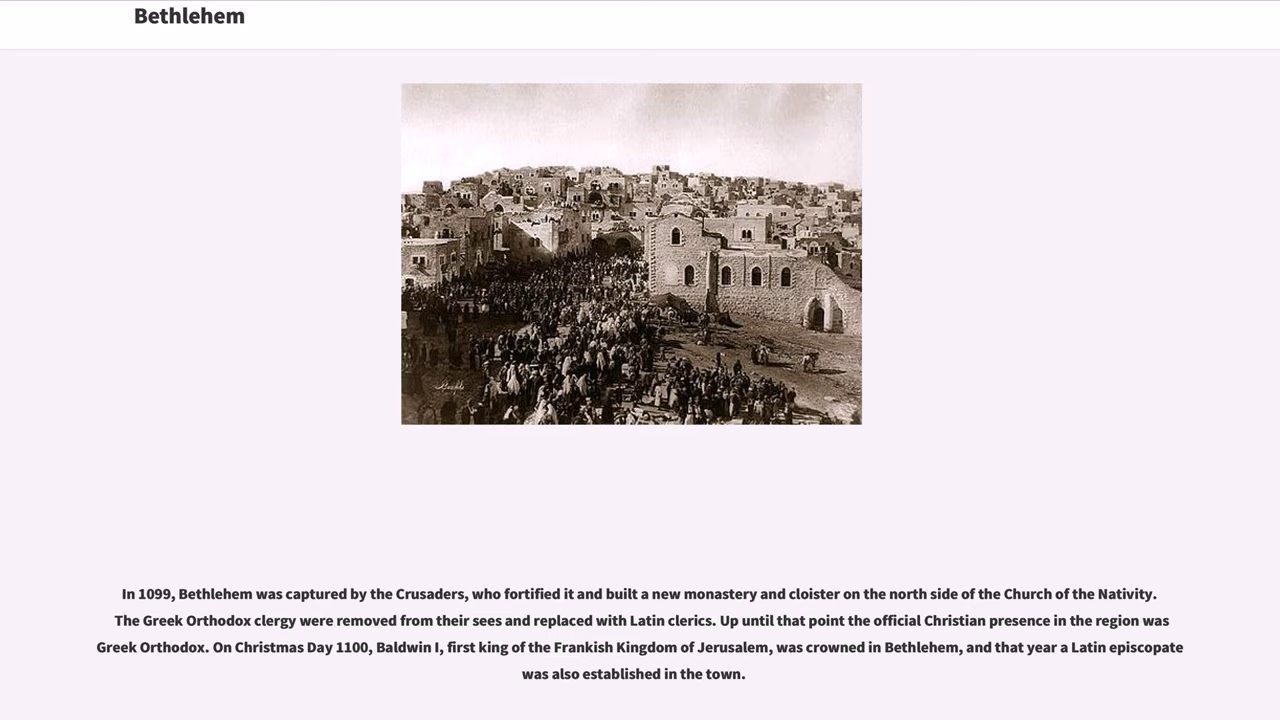 Bethlehem
In 1099, Bethlehem was captured by the Crusaders, who fortified it and built a new monastery and cloister on the north side of the Church of the Nativity.
The Greek Orthodox clergy were removed from their sees and replaced with Latin clerics. Up until that point the official Christian presence in the region was
Greek Orthodox. On Christmas Day 1100, Baldwin I, first king of the Frankish Kingdom of Jerusalem, was crowned in Bethlehem, and that year a Latin episcopate
was also established in the town.